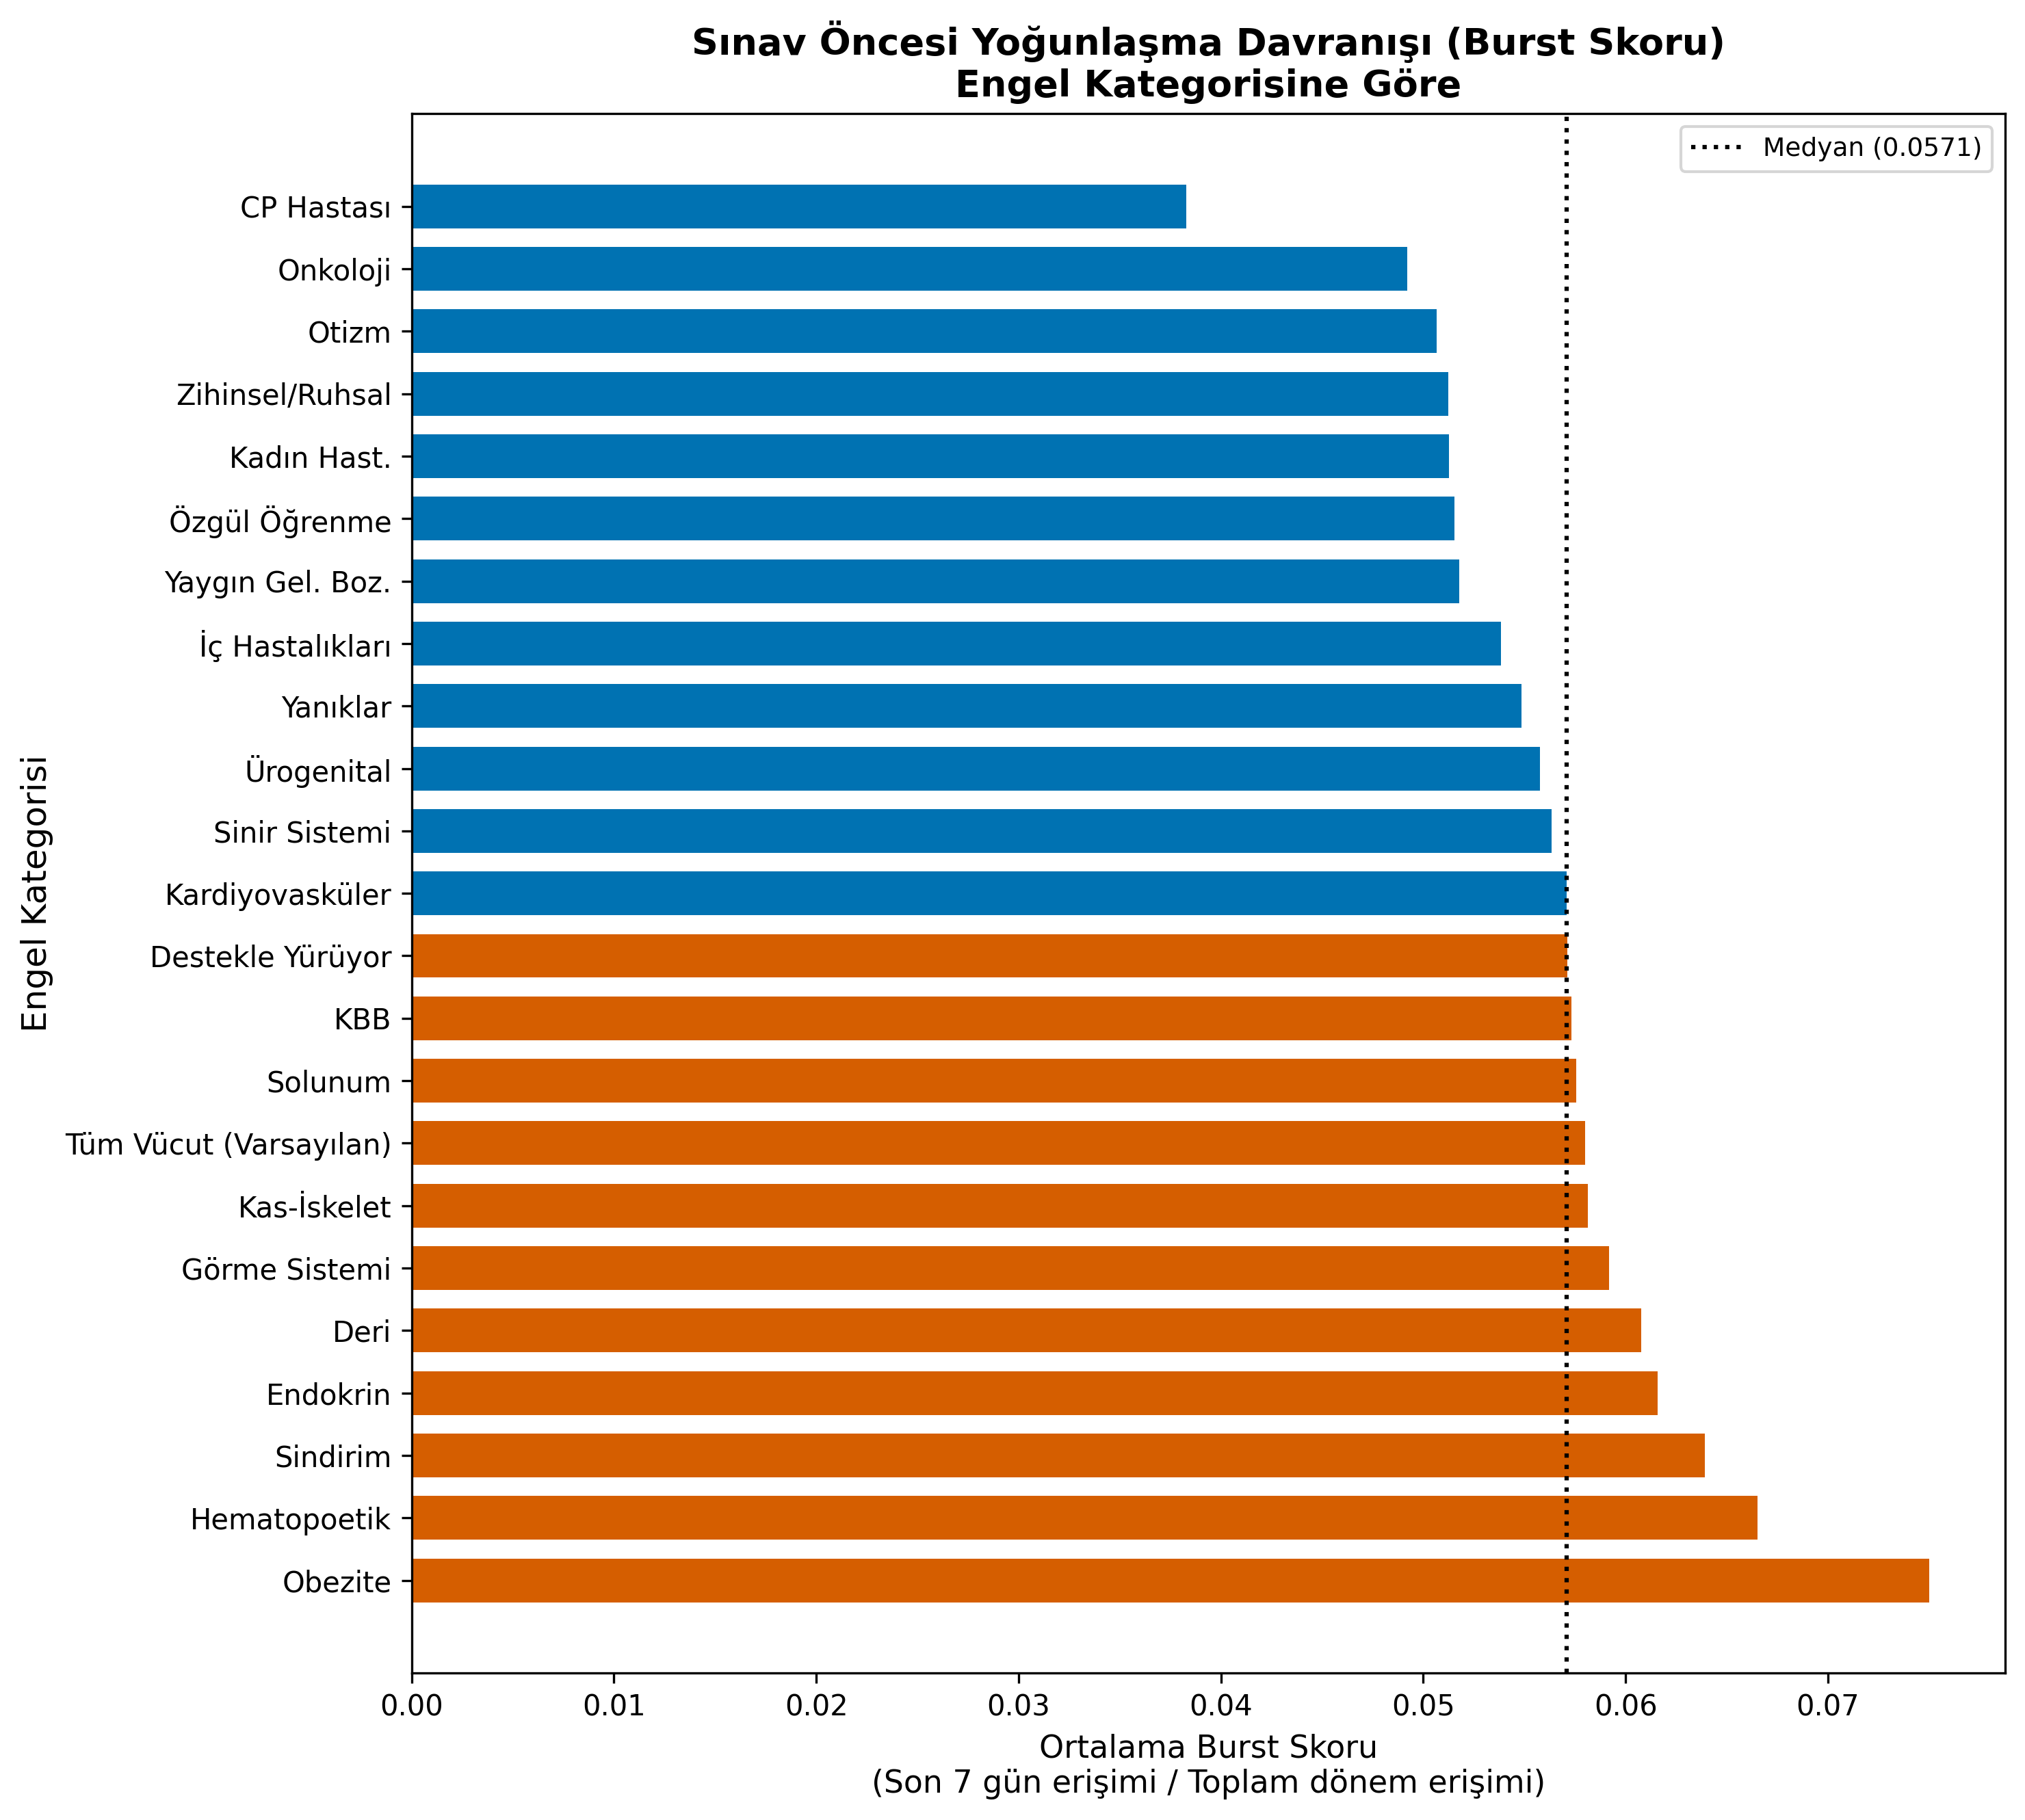 Sınav Öncesi Yoğunlaşma Davranışı (Burst Skoru)
Engel Kategorisine Göre
Medyan (0.0571)
Engel Kategorisi
CP Hastası
Onkoloji
Otizm
Zihinsel/Ruhsal
Kadın Hast.
Özgül Öğrenme
Yaygın Gel. Boz.
İç Hastalıkları
Yanıklar
Ürogenital
Sinir Sistemi
Kardiyovasküler
Destekle Yürüyor
KBB
Solunum
Tüm Vücut (Varsayılan)
Kas-İskelet
Görme Sistemi
Deri
Endokrin
Sindirim
Hematopoetik
Obezite
0.00 0.01 0.02 0.03 0.04 0.05 0.06 0.07
Ortalama Burst Skoru
(Son 7 gün erişimi / Toplam dönem erişimi)